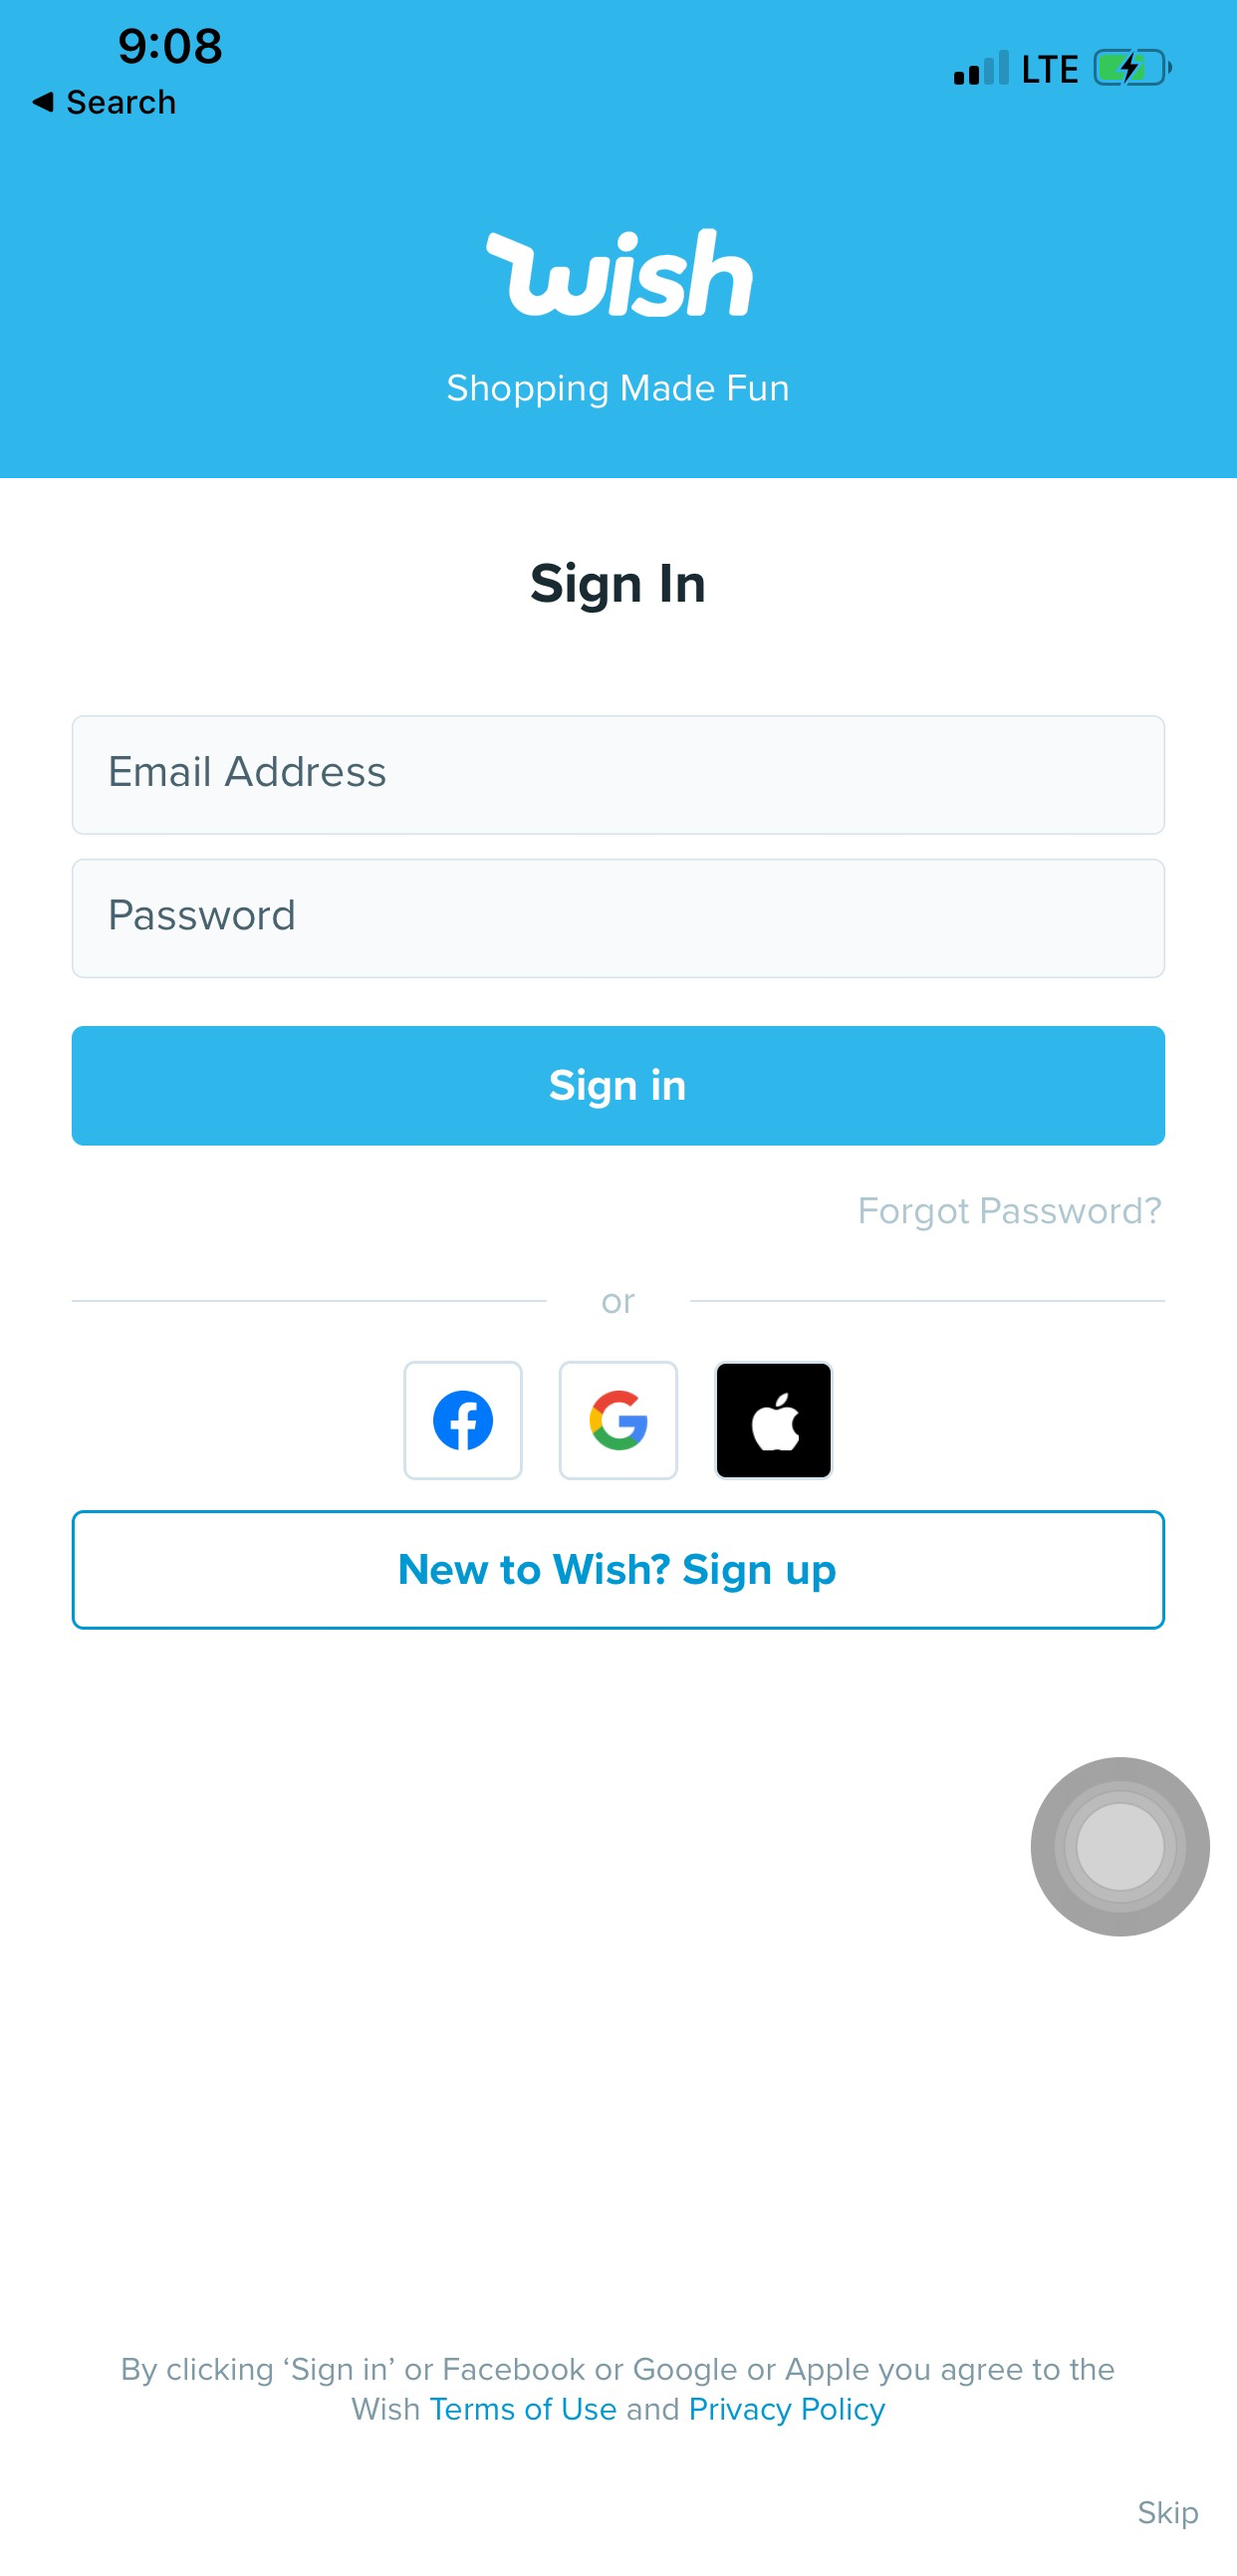 9:08
LTE
Search
wish
Shopping Made Fun
Sign In
Email Address
Password
Sign in
Forgot Password?
or
New to Wish? Sign up
By clicking ‘Sign in’ or Facebook or Google or Apple you agree to the
Wish Terms of Use and Privacy Policy
Skip